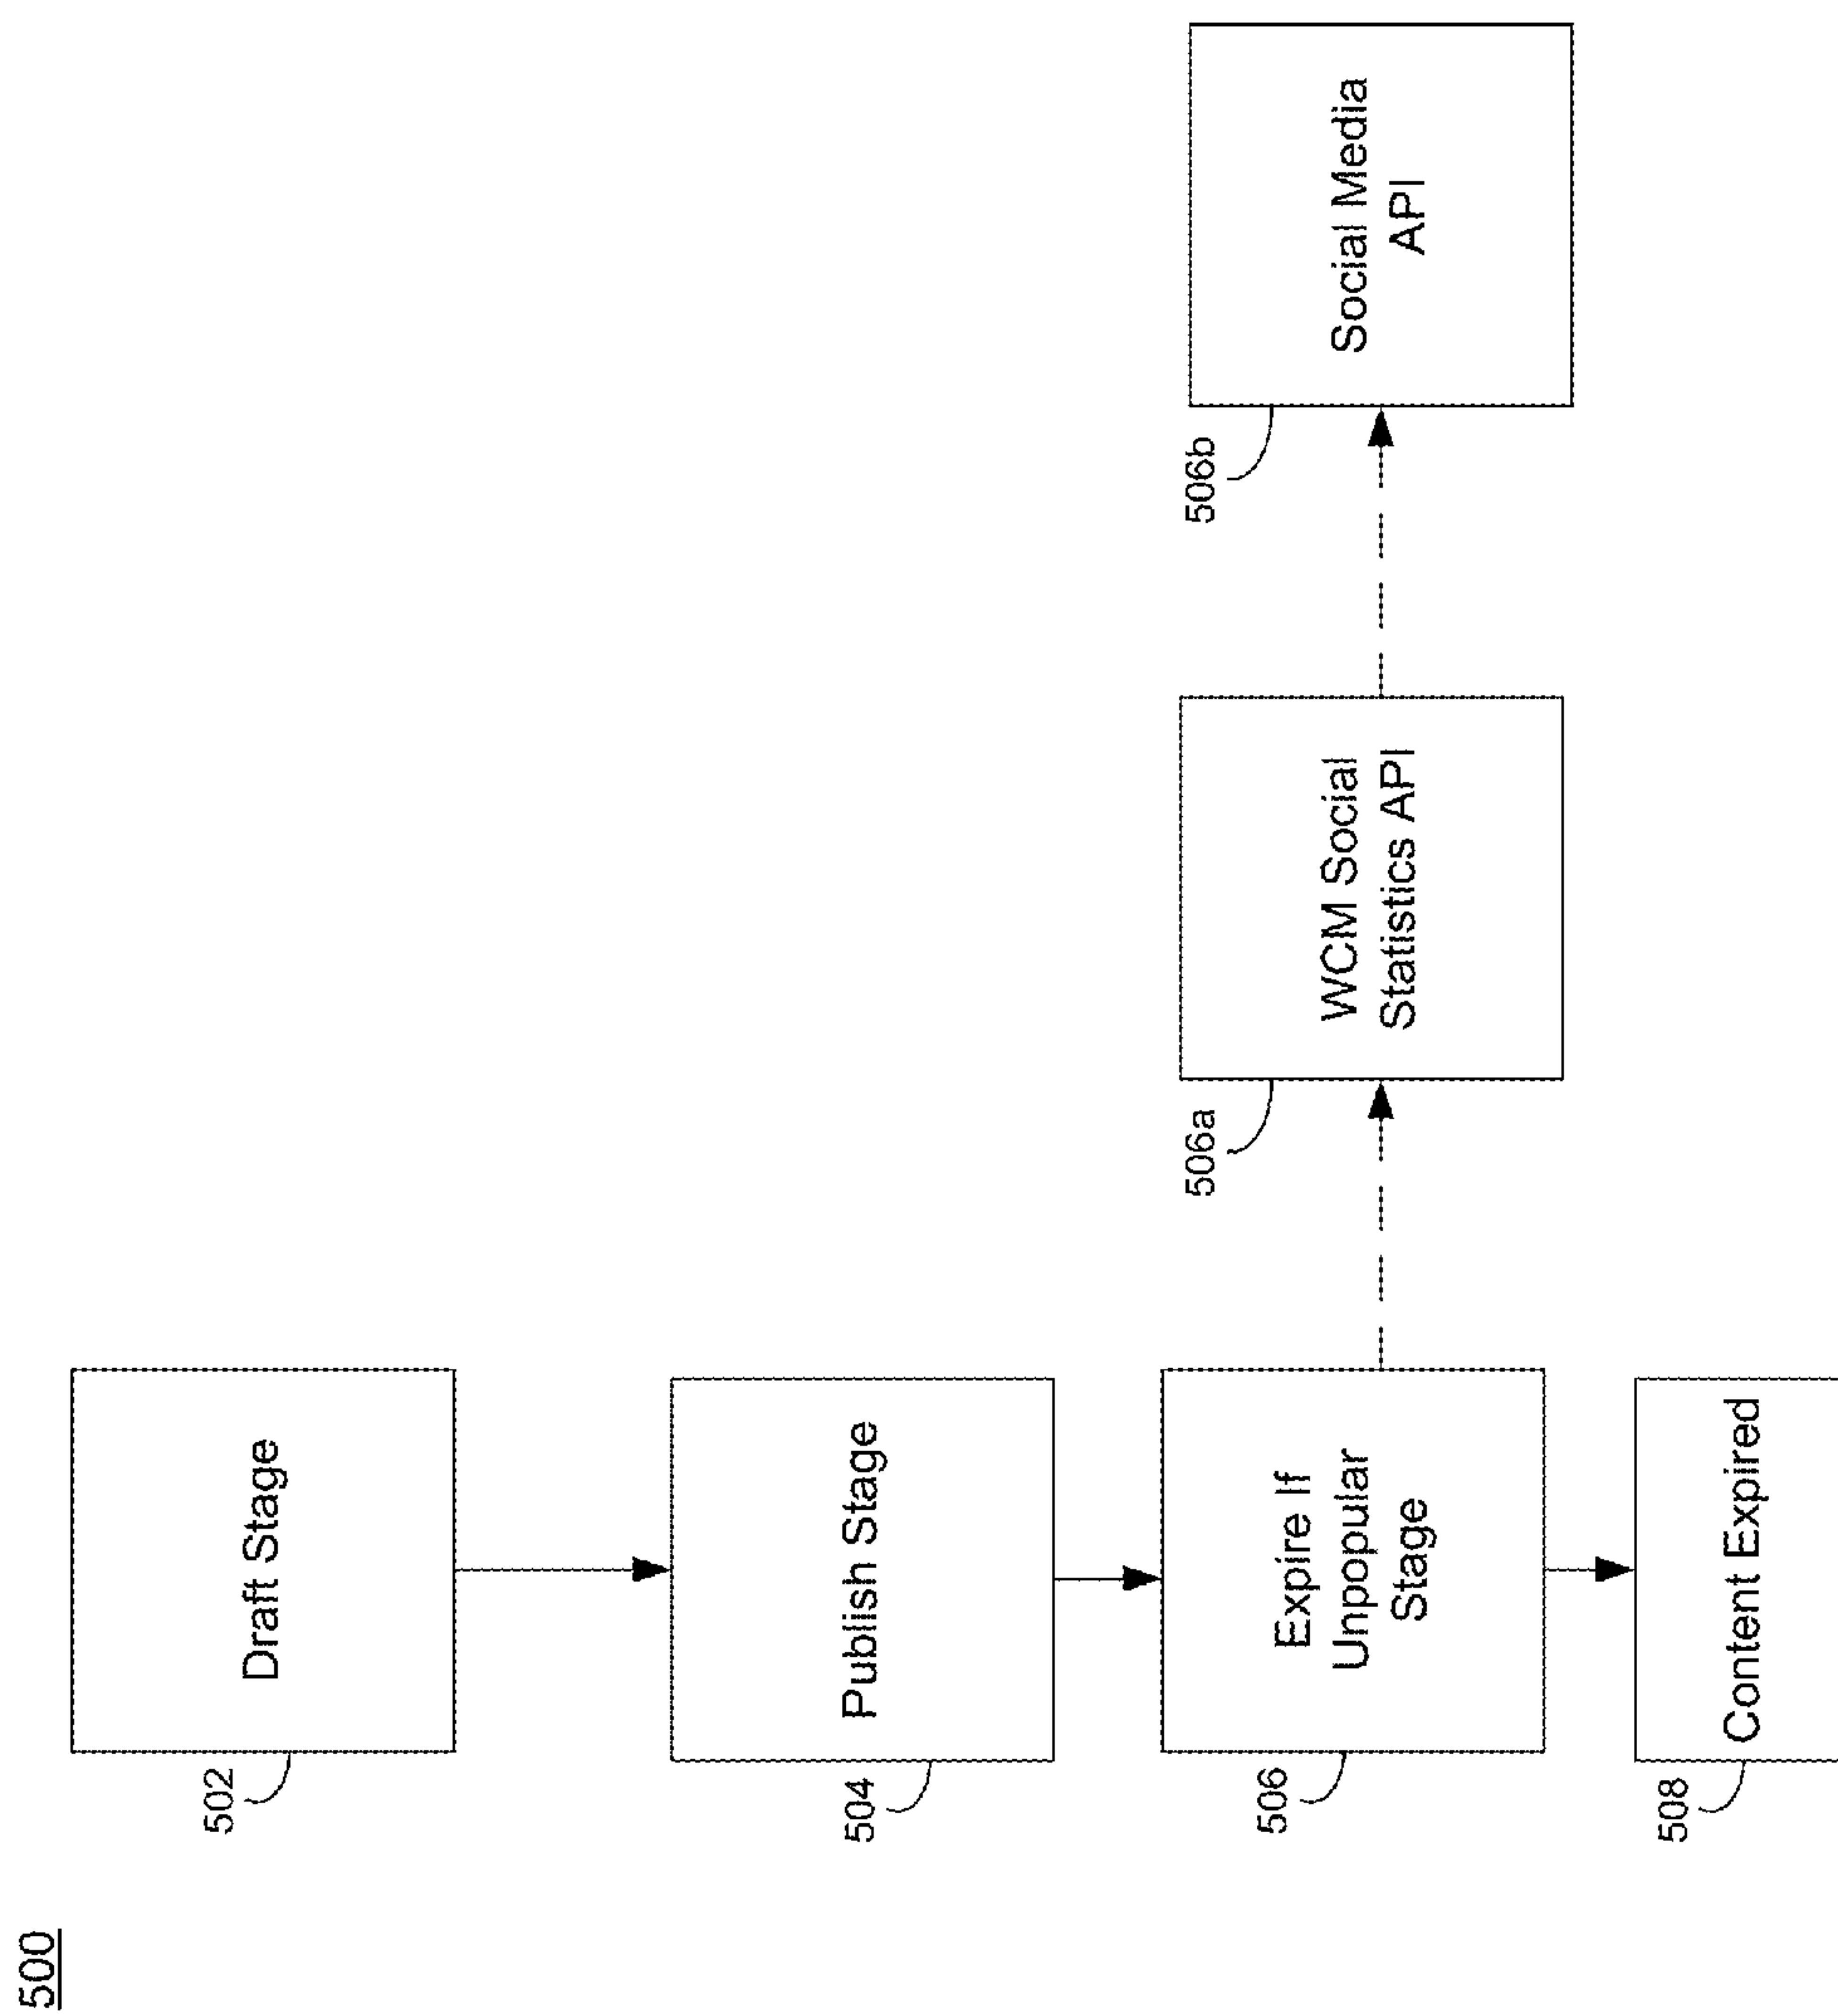 500
502
Draft Stage
504
Publish Stage
506
Expire If
Unpopular
Stage
506a
WCM Social
Statistics API
506b
Social Media
API
508
Content Expired